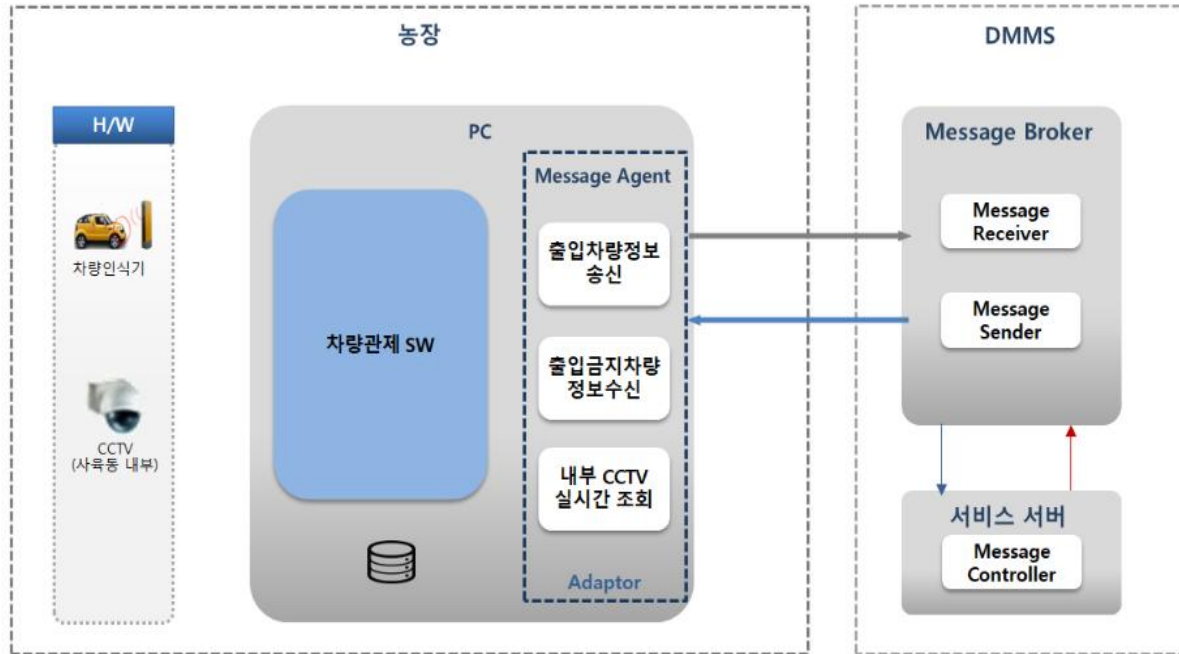 농장
H/W
차량인식기
CCTV
(사육동 내부)
PC
차량관제 SW
Message Agent
출입차량정보
송신
출입금지차량
정보수신
내부 CCTV
실시간 조회
Adaptor
DMMS
Message Broker
Message
Receiver
Message
Sender
서비스 서버
Message
Controller